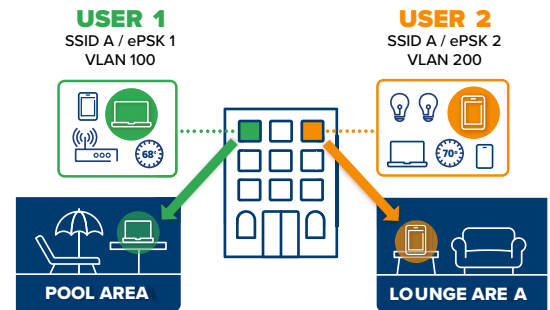 USER 1
SSID A / ePSK 1
VLAN 100
68°
POOL AREA
USER 2
SSID A / ePSK 2
VLAN 200
70°
LOUNGE ARE A